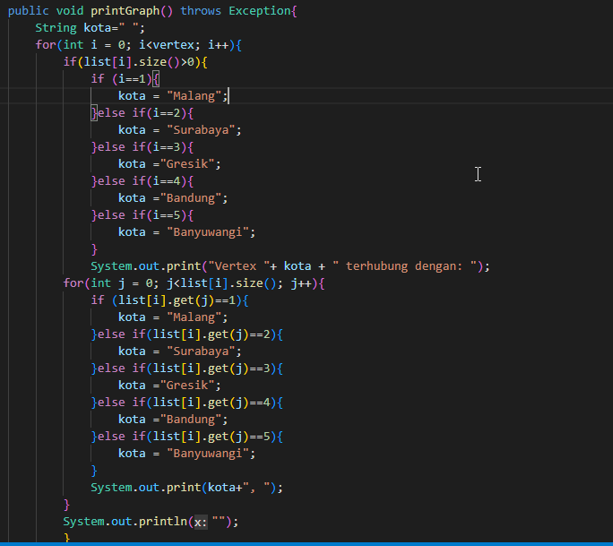 public void printGraph() throws Exception{
    String kota=" ";
    for(int i = 0; i<vertex; i++){
        if(list[i].size()>0){
            if (i==1){
                kota = "Malang";
            }else if(i==2){
                kota = "Surabaya";
            }else if(i==3){
                kota ="Gresik";
            }else if(i==4){
                kota ="Bandung";
            }else if(i==5){
                kota = "Banyuwangi";
            }
            System.out.print("Vertex "+ kota + " terhubung dengan: ");
        for(int j = 0; j<list[i].size(); j++){
            if (list[i].get(j)==1){
                kota = "Malang";
            }else if(list[i].get(j)==2){
                kota = "Surabaya";
            }else if(list[i].get(j)==3){
                kota ="Gresik";
            }else if(list[i].get(j)==4){
                kota ="Bandung";
            }else if(list[i].get(j)==5){
                kota = "Banyuwangi";
            }
            System.out.print(kota+", ");
        }
        System.out.println(x: "");
        }